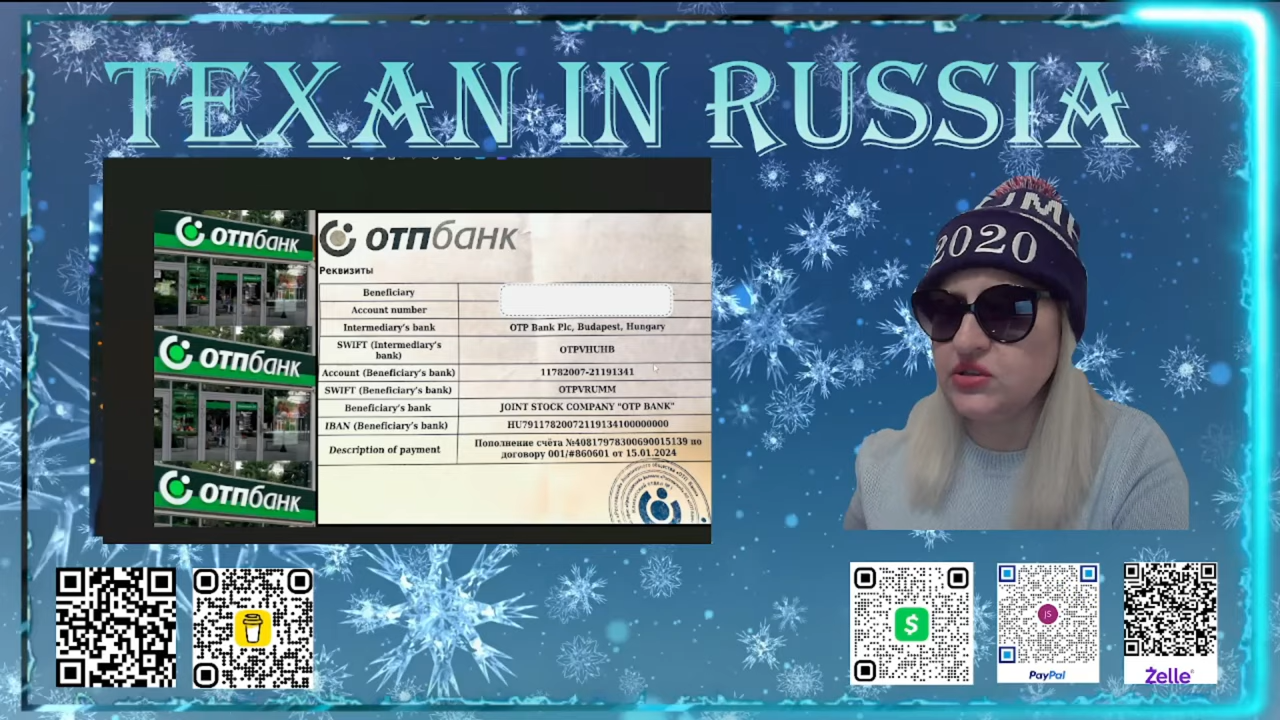 TEXAN IN RUSSIA
отпбанк
отпбанк
отпбанк
отпбанк
Реквизиты
Beneficiary
Account number
Intermediary's bank
OTP Bank Plc, Budapest, Hungary
SWIFT (Intermediary's
bank)
OTPVHUHB
Account (Beneficiary's bank)
11782007-21191341
SWIFT (Beneficiary's bank)
OTPVRUMM
Beneficiary's bank
JOINT STOCK COMPANY "OTP BANK"
IBAN (Beneficiary's bank)
HU79117820072119134100000000
Description of payment
Пополнение счёта №40817978300690015139 по
договору 001/#860601 от 15.01.2024
2020
$
JS
PayPal
Zelle